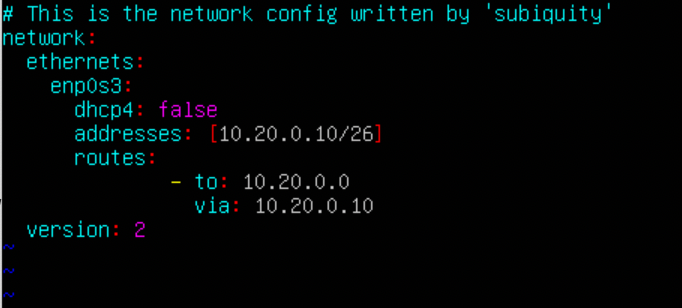 # This is the network config written by 'subiquity'
network:
  ethernets:
    enp0s3:
      dhcp4: false
      addresses: [10.20.0.10/26]
      routes:
              - to: 10.20.0.0
                via: 10.20.0.10
  version: 2
~
~
~